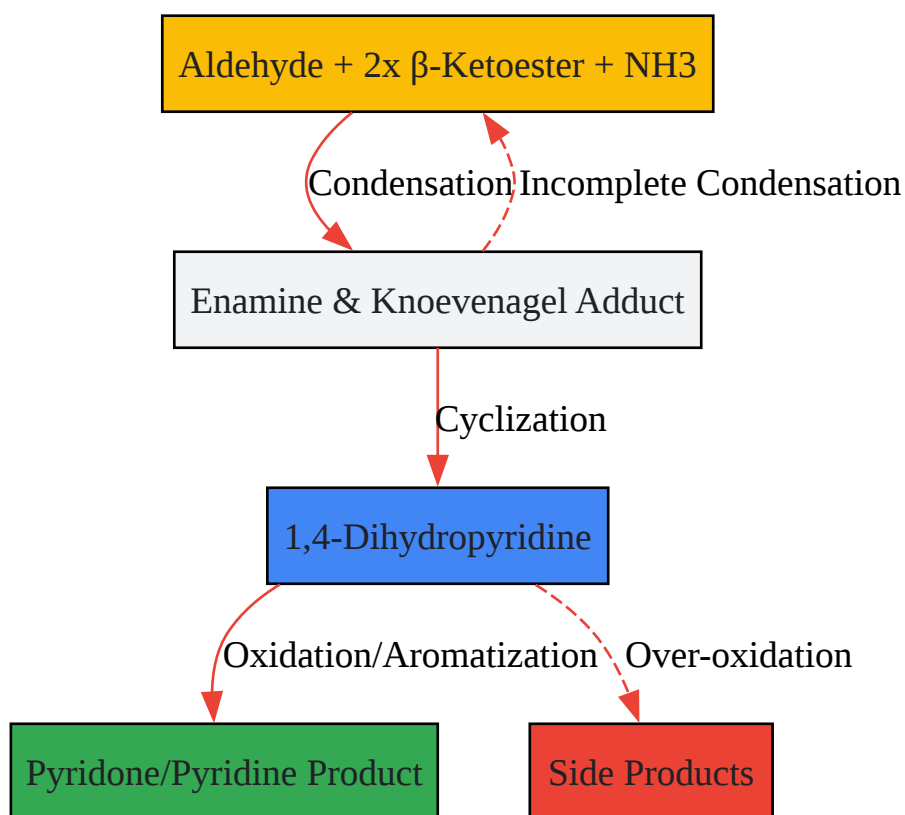 Aldehyde + 2x β-Ketoester + NH3
Condensation
Incomplete Condensation
Enamine & Knoevenagel Adduct
Cyclization
1,4-Dihydropyridine
Oxidation/Aromatization
Over-oxidation
Pyridone/Pyridine Product
Side Products